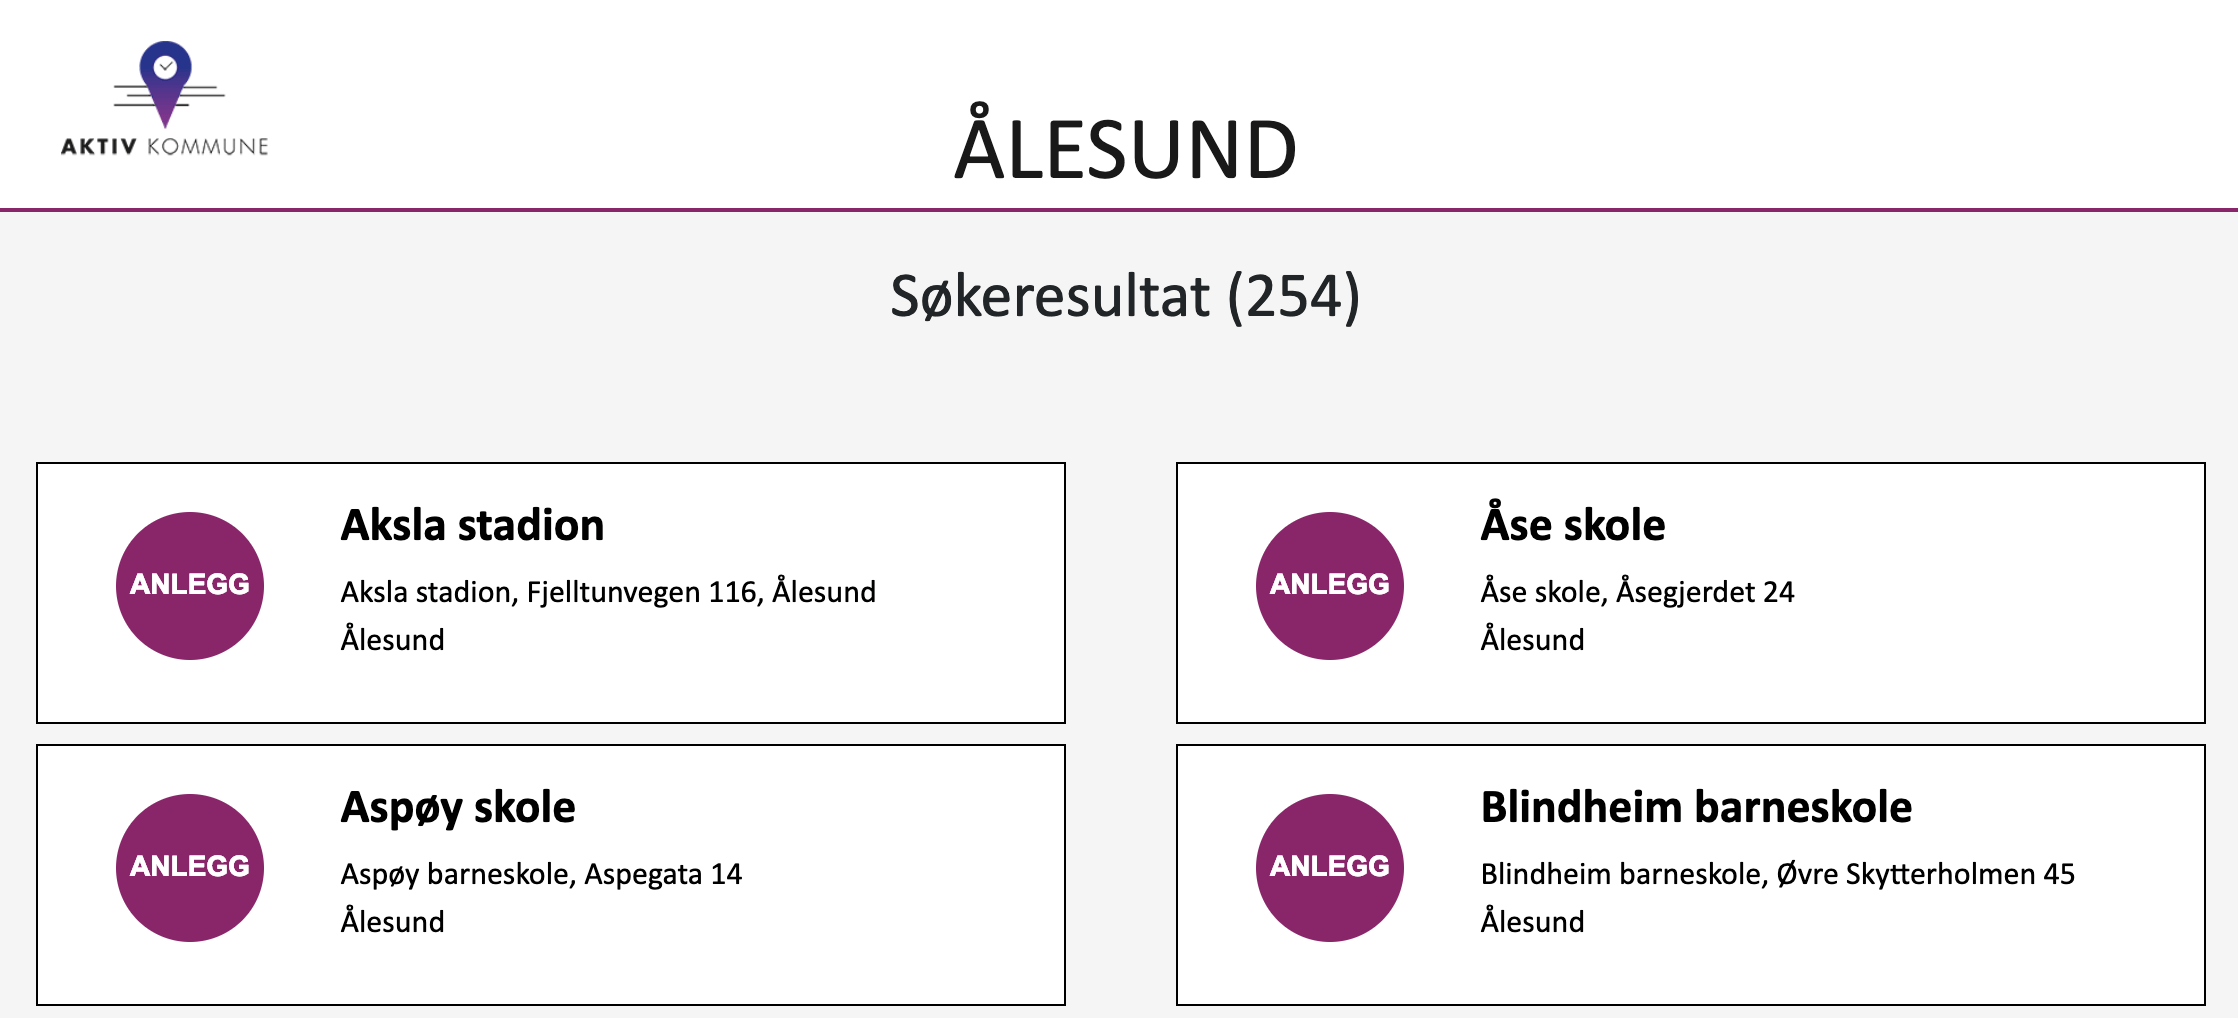 AKTIV KOMMUNE
ÅLESUND
Søkeresultat (254)
ANLEGG
Aksla stadion
Aksla stadion, Fjelltunvegen 116, Ålesund
Ålesund
ANLEGG
Åse skole
Åse skole, Åsegjerdet 24
Ålesund
ANLEGG
Aspøy skole
Aspøy barneskole, Aspegata 14
Ålesund
ANLEGG
Blindheim barneskole
Blindheim barneskole, Øvre Skytterholmen 45
Ålesund